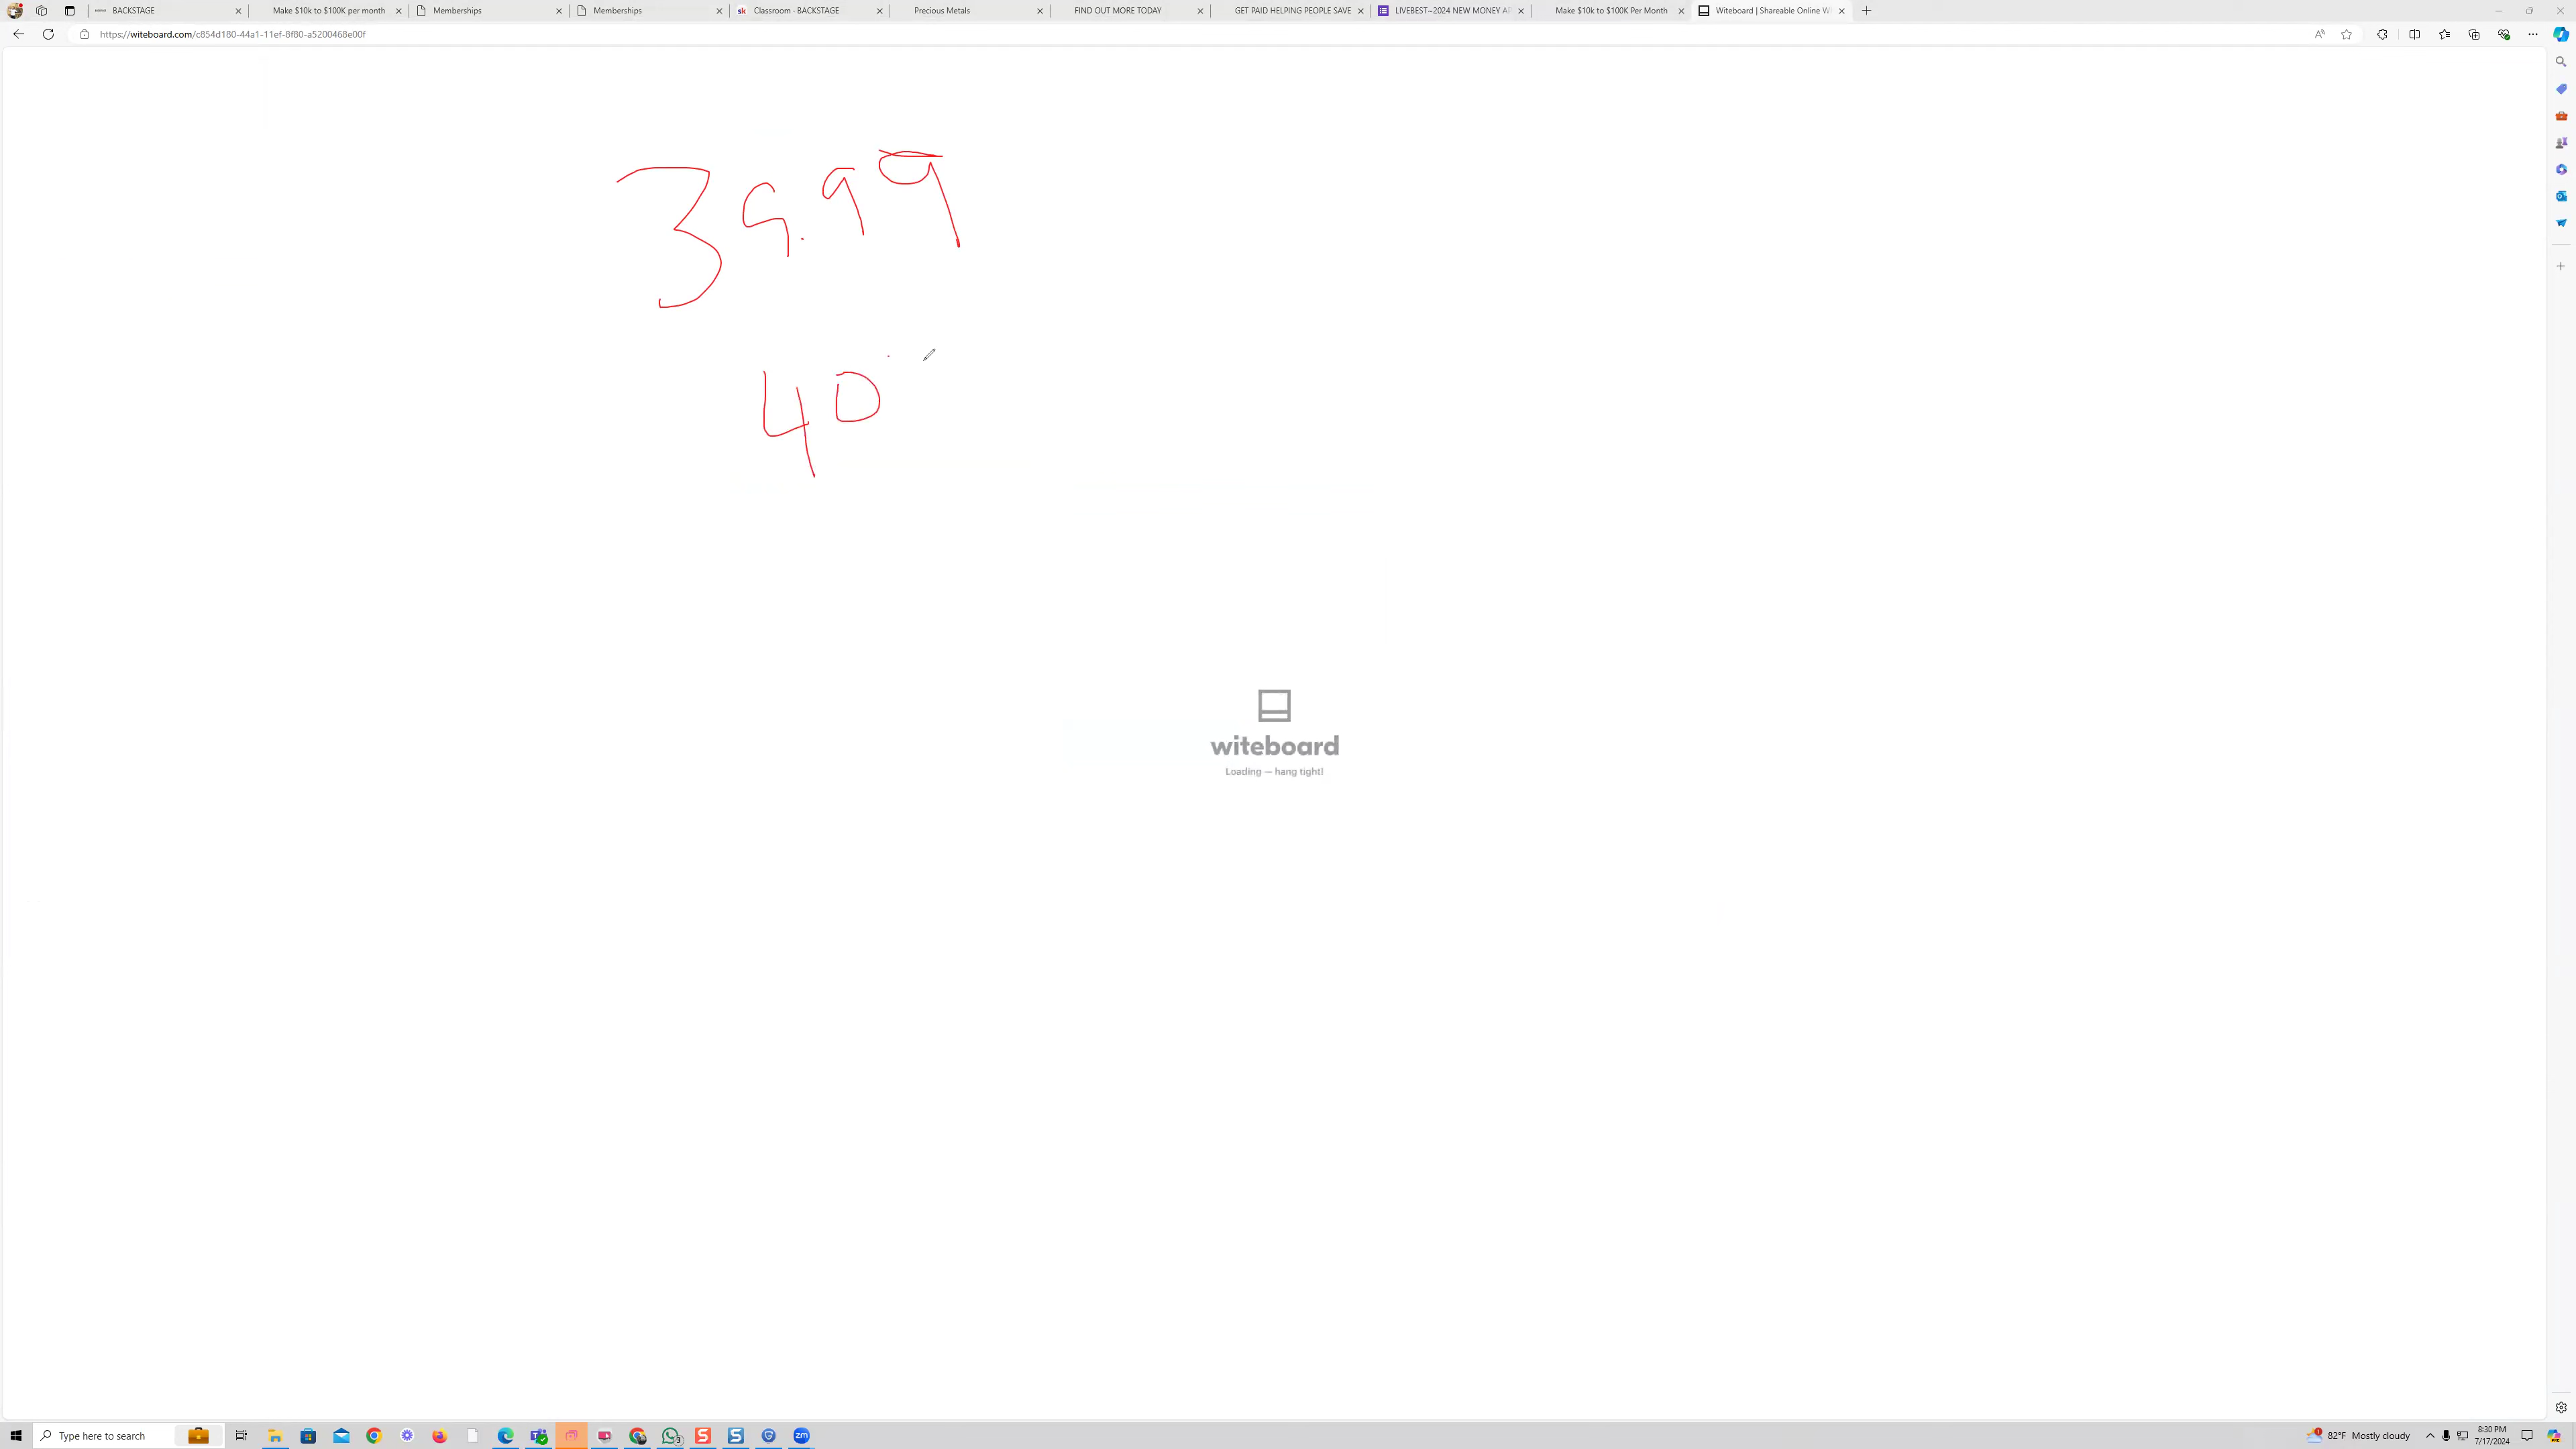 BACKSTAGE
Make $10k to $100K per month
Memberships
Memberships
sk Classroom - BACKSTAGE
Precious Metals
FIND OUT MORE TODAY
GET PAID HELPING PEOPLE SAVE
LIVEBEST~2024 NEW MONEY
Make $10k to $100K Per Month
Witeboard | Shareable Online W
https://witeboard.com/c854d180-44a1-11ef-8f80-a5200468e00f
39.99
40
witeboard
Loading — hang tight!
Type here to search
zm
82°F Mostly cloudy
8:30 PM
7/17/2024